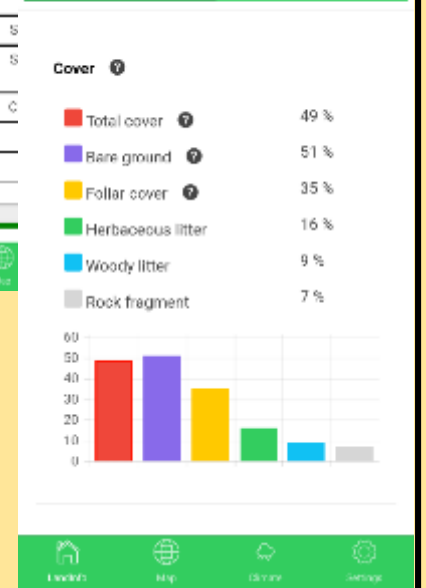 S
S
C
Cover ?
Total cover ? 49 %
Bare ground ? 51 %
Foliar cover ? 35 %
Herbaceous litter 16 %
Woody litter 9 %
Rock fragment 7 %
60
50
40
30
20
10
0
LandInfo Map Climate Settings